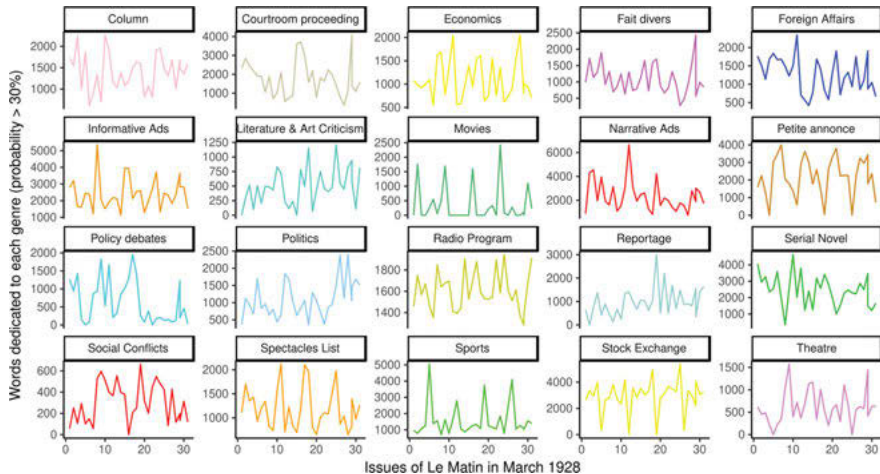 Words dedicated to each genre (probability > 30%)
Column Courtroom proceeding Economics Fait divers Foreign Affairs
2000 4000 2000 2500 2000
1500 3000 1500 2000 1500
1000 2000 1000 1500 1000
1000 500 1000 500
500
Informative Ads Literature & Art Criticism Movies Narrative Ads Petite annonce
5000 1250 2500 6000 4000
4000 1000 2000 4000 3000
3000 750 1500 2000 2000
2000 500 1000 1000
1000 250 500 0
0 0
Policy debates Politics Radio Program Reportage Serial Novel
2000 2500 1800 3000 4000
1500 2000 1600 2000 3000
1000 1500 1400 1000 2000
500 1000 0 1000
0 500 0
Social Conflicts Spectacles List Sports Stock Exchange Theatre
600 2000 5000 4000 1500
400 1500 4000 2000 1000
200 1000 3000 0 500
0 2000 0
1000
0 10 20 30 0 10 20 30 0 10 20 30 0 10 20 30 0 10 20 30
Issues of Le Matin in March 1928